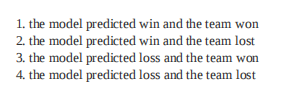 1. the model predicted win and the team won
2. the model predicted win and the team lost
3. the model predicted loss and the team won
4. the model predicted loss and the team lost